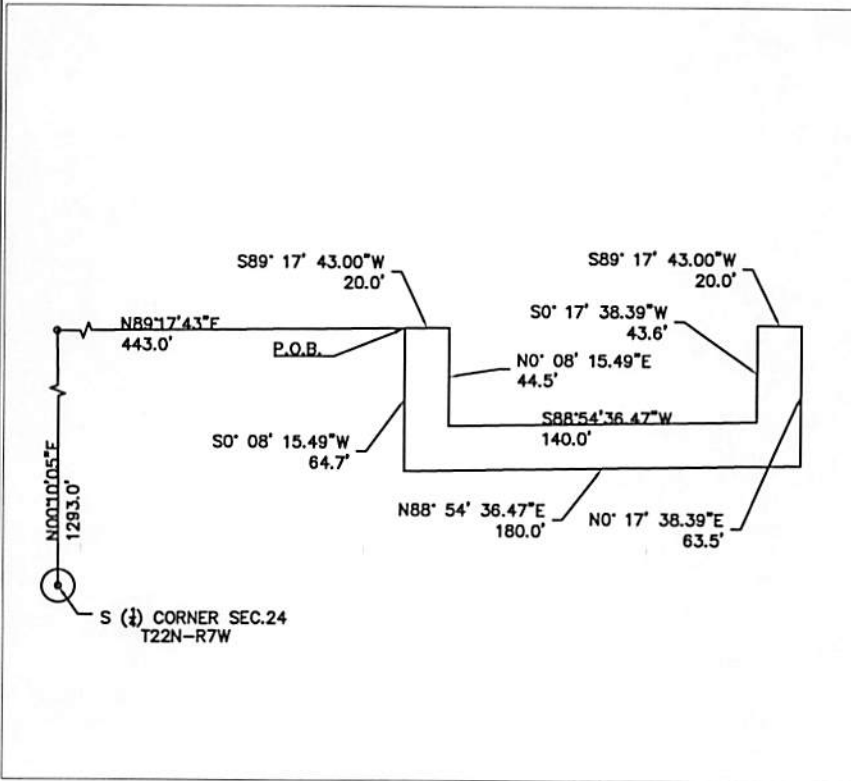 S89° 17' 43.00"W
20.0'
S89° 17' 43.00"W
20.0'
S0° 17' 38.39"W
43.6'
N89°17'43"E
443.0'
P.O.B.
N0° 08' 15.49"E
44.5'
S0° 08' 15.49"W
64.7'
S88°54'36.47"W
140.0'
N88° 54' 36.47"E
180.0'
N0° 17' 38.39"E
63.5'
N00°10'05"E
1293.0'
S (¼) CORNER SEC.24
T22N-R7W